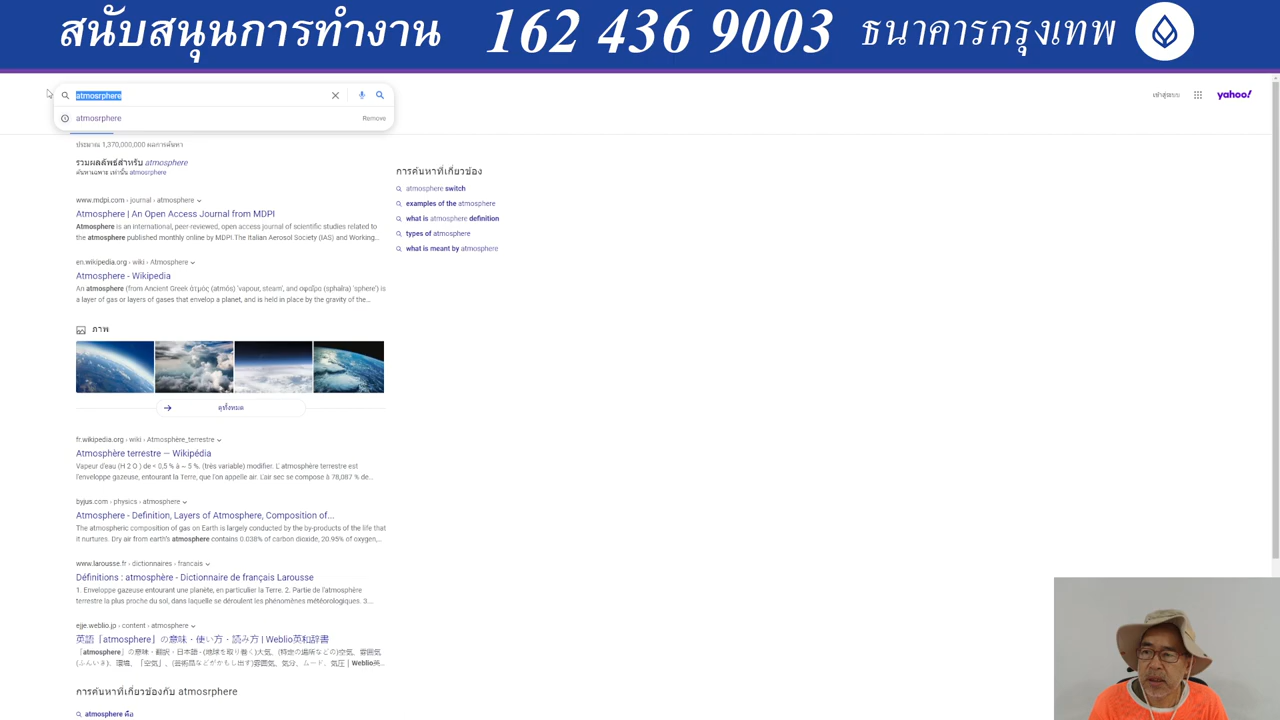 สนับสนุนการทำงาน 162 436 9003 ธนาคารกรุงเทพ
atmosrphere
เข้าสู่ระบบ
yahoo!
atmosrphere Remove
ประมาณ 1,370,000,000 ผลการค้นหา
รวมผลลัพธ์สำหรับ atmosphere
ค้นหาเฉพาะ เท่านั้น atmosrphere
www.mdpi.com › journal › atmosphere
Atmosphere | An Open Access Journal from MDPI
Atmosphere is an international, peer-reviewed, open access journal of scientific studies related to
the atmosphere published monthly online by MDPI.The Italian Aerosol Society (IAS) and Working...
en.wikipedia.org › wiki › Atmosphere
Atmosphere - Wikipedia
An atmosphere (from Ancient Greek ἀτμός (atmós) 'vapour, steam', and σφαῖρα (sphaîra) 'sphere') is
a layer of gas or layers of gases that envelop a planet, and is held in place by the gravity of the...
ภาพ
ดูทั้งหมด
fr.wikipedia.org › wiki › Atmosphère_terrestre
Atmosphère terrestre — Wikipédia
Vapeur d'eau (H 2 O ) de < 0,5 % à ~ 5 %. (très variable) modifier. L' atmosphère terrestre est
l'enveloppe gazeuse, entourant la Terre, que l'on appelle air. L'air sec se compose à 78,087 % de...
byjus.com › physics › atmosphere
Atmosphere - Definition, Layers of Atmosphere, Composition of...
The atmospheric composition of gas on Earth is largely conducted by the by-products of the life that
it nurtures. Dry air from earth's atmosphere contains 0.038% of carbon dioxide, 20.95% of oxygen,...
www.larousse.fr › dictionnaires › francais
Définitions : atmosphère - Dictionnaire de français Larousse
1. Enveloppe gazeuse entourant une planète, en particulier la Terre. 2. Partie de l'atmosphère
terrestre la plus proche du sol, dans laquelle se déroulent les phénomènes météorologiques. 3....
ejje.weblio.jp › content › atmosphere
英語「atmosphere」の意味・使い方・読み方 | Weblio英和辞書
「atmosphere」の意味・翻訳・日本語 - (地球を取り巻く)大気、(特定の場所などの)空気、雰囲気
(ふんいき)、環境、「空気」、(芸術品などがかもし出す)雰囲気、気分、ムード、気圧｜Weblio英...
การค้นหาที่เกี่ยวข้องกับ atmosrphere
atmosphere คือ
การค้นหาที่เกี่ยวข้อง
atmosphere switch
examples of the atmosphere
what is atmosphere definition
types of atmosphere
what is meant by atmosphere